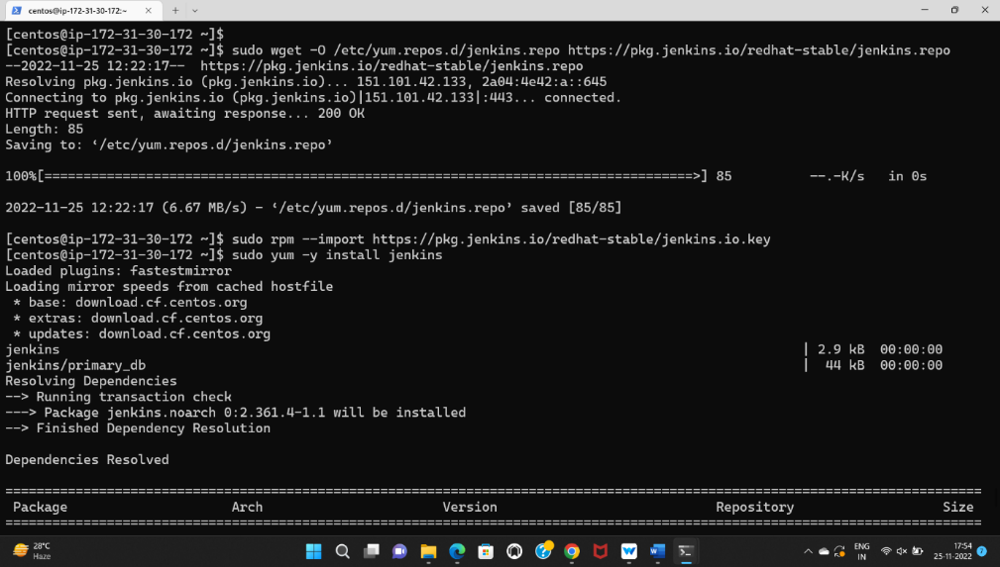 centos@ip-172-31-30-172:~
[centos@ip-172-31-30-172 ~]$
[centos@ip-172-31-30-172 ~]$ sudo wget -O /etc/yum.repos.d/jenkins.repo https://pkg.jenkins.io/redhat-stable/jenkins.repo
--2022-11-25 12:22:17--  https://pkg.jenkins.io/redhat-stable/jenkins.repo
Resolving pkg.jenkins.io (pkg.jenkins.io)... 151.101.42.133, 2a04:4e42:a::645
Connecting to pkg.jenkins.io (pkg.jenkins.io)|151.101.42.133|:443... connected.
HTTP request sent, awaiting response... 200 OK
Length: 85
Saving to: ‘/etc/yum.repos.d/jenkins.repo’
100%[===================================================================================>] 85          --.-K/s   in 0s
2022-11-25 12:22:17 (6.67 MB/s) - ‘/etc/yum.repos.d/jenkins.repo’ saved [85/85]
[centos@ip-172-31-30-172 ~]$ sudo rpm --import https://pkg.jenkins.io/redhat-stable/jenkins.io.key
[centos@ip-172-31-30-172 ~]$ sudo yum -y install jenkins
Loaded plugins: fastestmirror
Loading mirror speeds from cached hostfile
 * base: download.cf.centos.org
 * extras: download.cf.centos.org
 * updates: download.cf.centos.org
jenkins | 2.9 kB  00:00:00
jenkins/primary_db |  44 kB  00:00:00
Resolving Dependencies
--> Running transaction check
---> Package jenkins.noarch 0:2.361.4-1.1 will be installed
--> Finished Dependency Resolution
Dependencies Resolved
=============================================================================================================================
Package Arch Version Repository Size
=============================================================================================================================
28°C
Haze
ENG
IN
17:54
25-11-2022